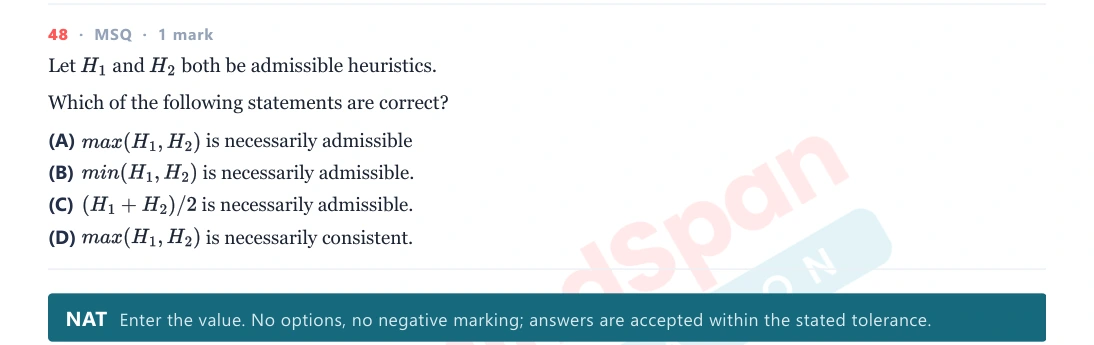 48 · MSQ · 1 mark
Let H₁ and H₂ both be admissible heuristics.
Which of the following statements are correct?
(A) max(H₁, H₂) is necessarily admissible
(B) min(H₁, H₂) is necessarily admissible.
(C) (H₁ + H₂)/2 is necessarily admissible.
(D) max(H₁, H₂) is necessarily consistent.
dspan
ON
NAT Enter the value. No options, no negative marking; answers are accepted within the stated tolerance.